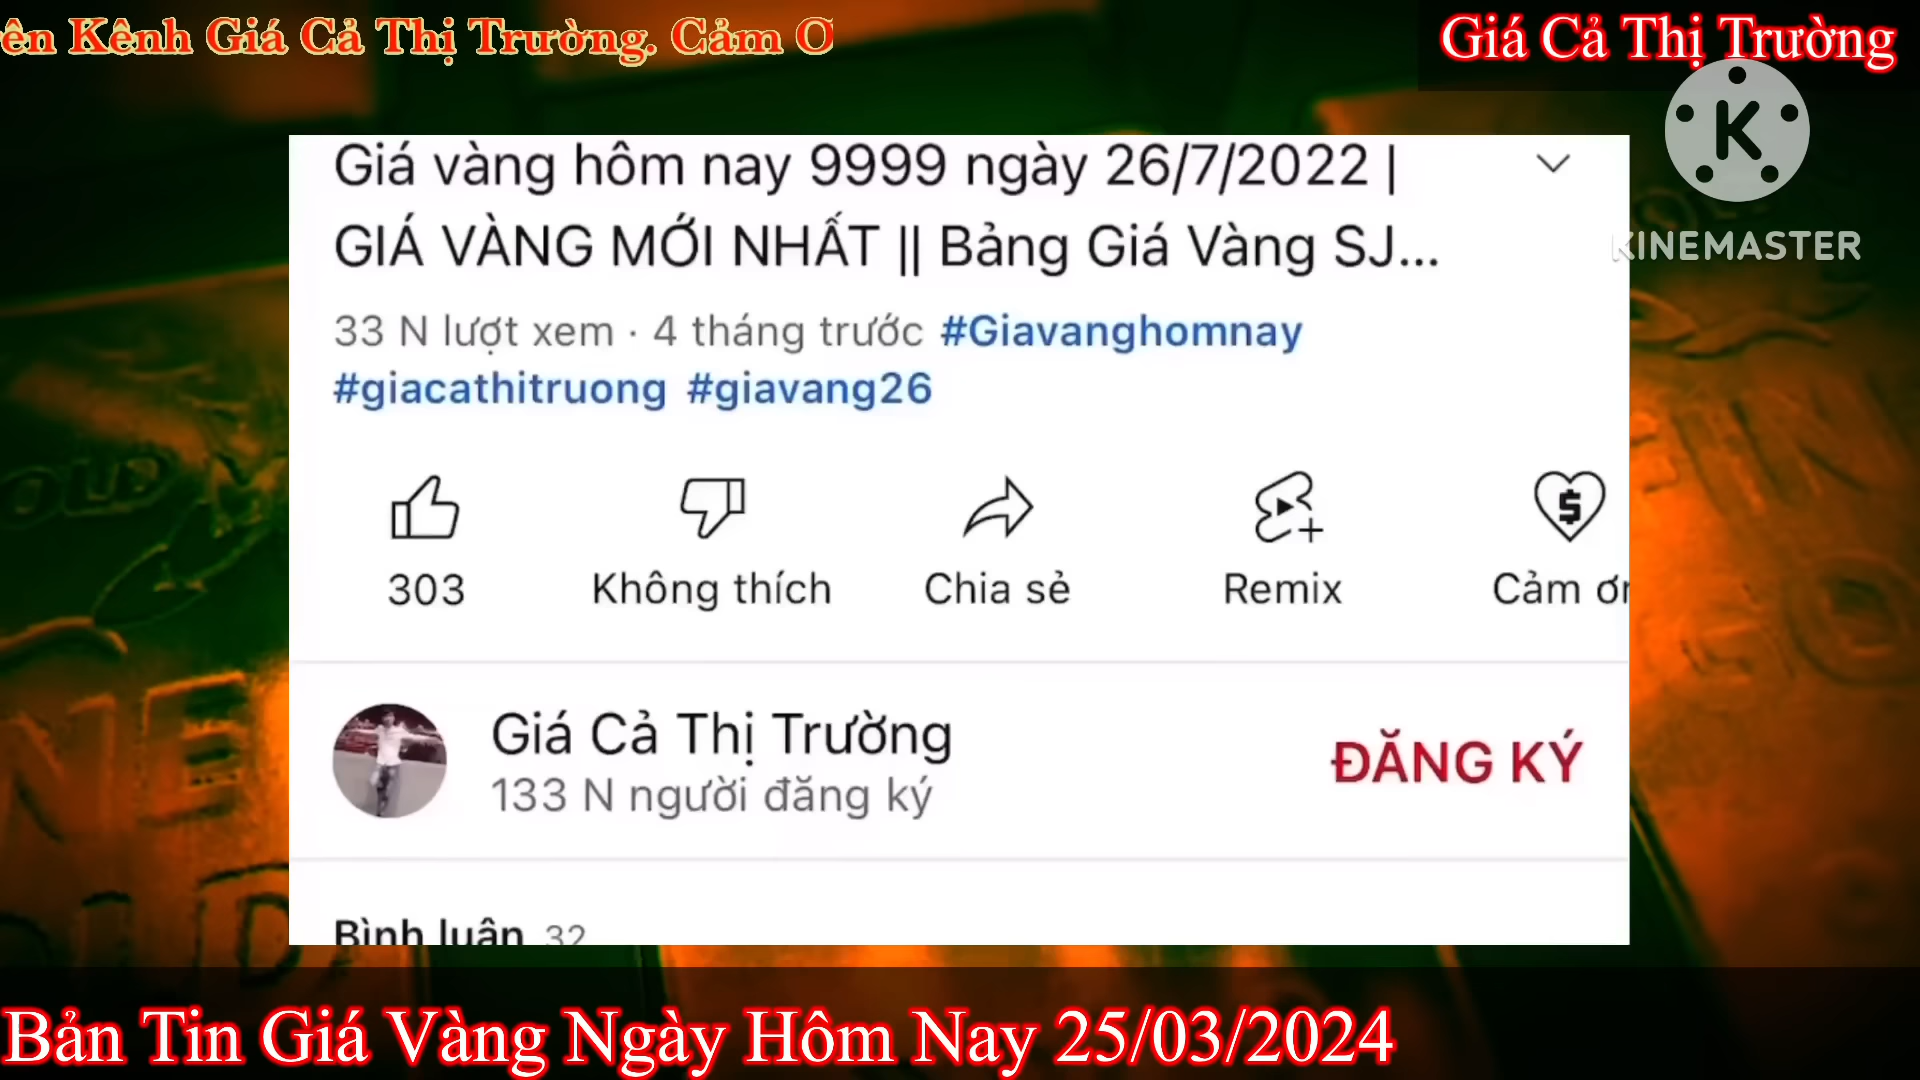 ên Kênh Giá Cả Thị Trường. Cảm Ơ
Giá Cả Thị Trường
K
KINEMASTER
Giá vàng hôm nay 9999 ngày 26/7/2022 |
GIÁ VÀNG MỚI NHẤT || Bảng Giá Vàng SJ...
33 N lượt xem · 4 tháng trước #Giavanghomnay
#giacathitruong #giavang26
303 Không thích Chia sẻ Remix Cảm ơn
Giá Cả Thị Trường
133 N người đăng ký
ĐĂNG KÝ
Bình luận 32
Bản Tin Giá Vàng Ngày Hôm Nay 25/03/2024